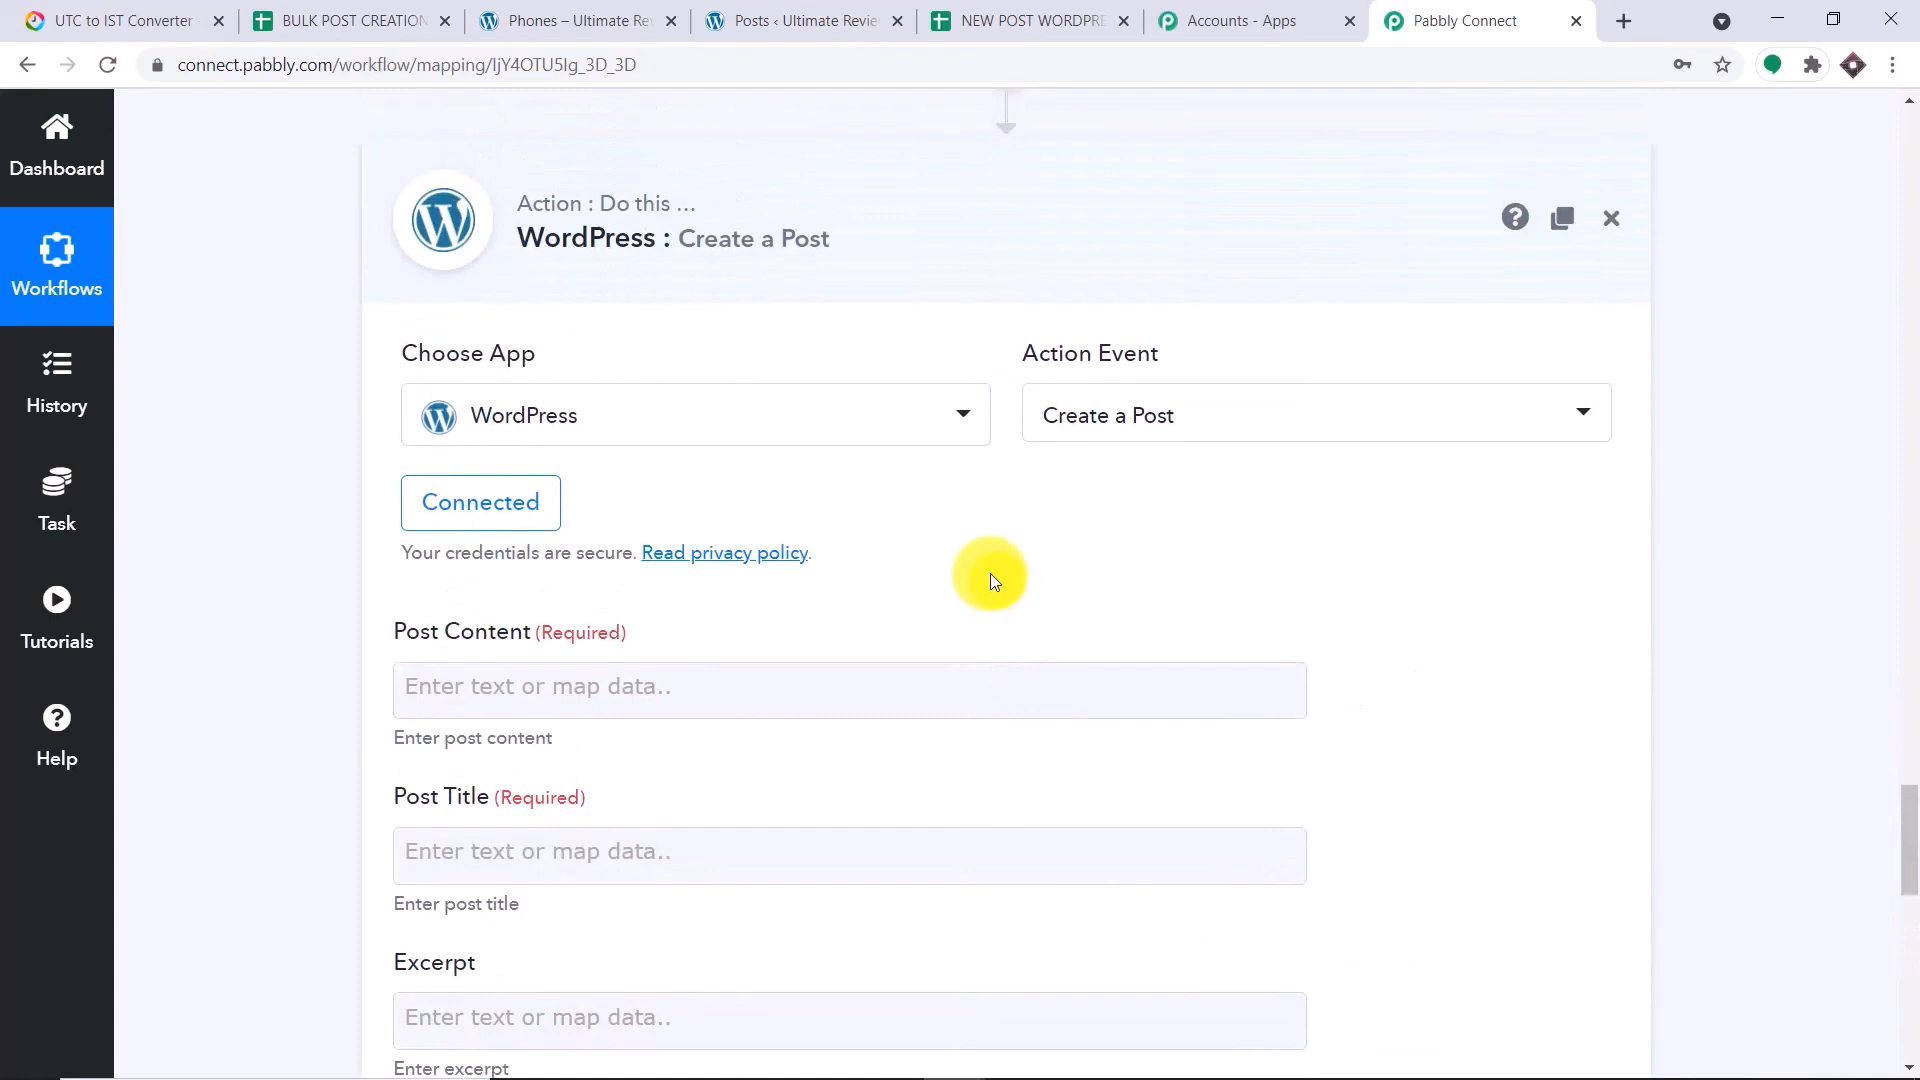 UTC to IST Converter
BULK POST CREATION
Phones – Ultimate Re
Posts ‹ Ultimate Revie
NEW POST WORDPRE
Accounts - Apps
Pabbly Connect
connect.pabbly.com/workflow/mapping/IjY4OTU5Ig_3D_3D
Dashboard
Workflows
History
Task
Tutorials
Help
Action : Do this ...
WordPress : Create a Post
Choose App
Action Event
WordPress
Create a Post
Connected
Your credentials are secure. Read privacy policy.
Post Content (Required)
Enter text or map data..
Enter post content
Post Title (Required)
Enter text or map data..
Enter post title
Excerpt
Enter text or map data..
Enter excerpt